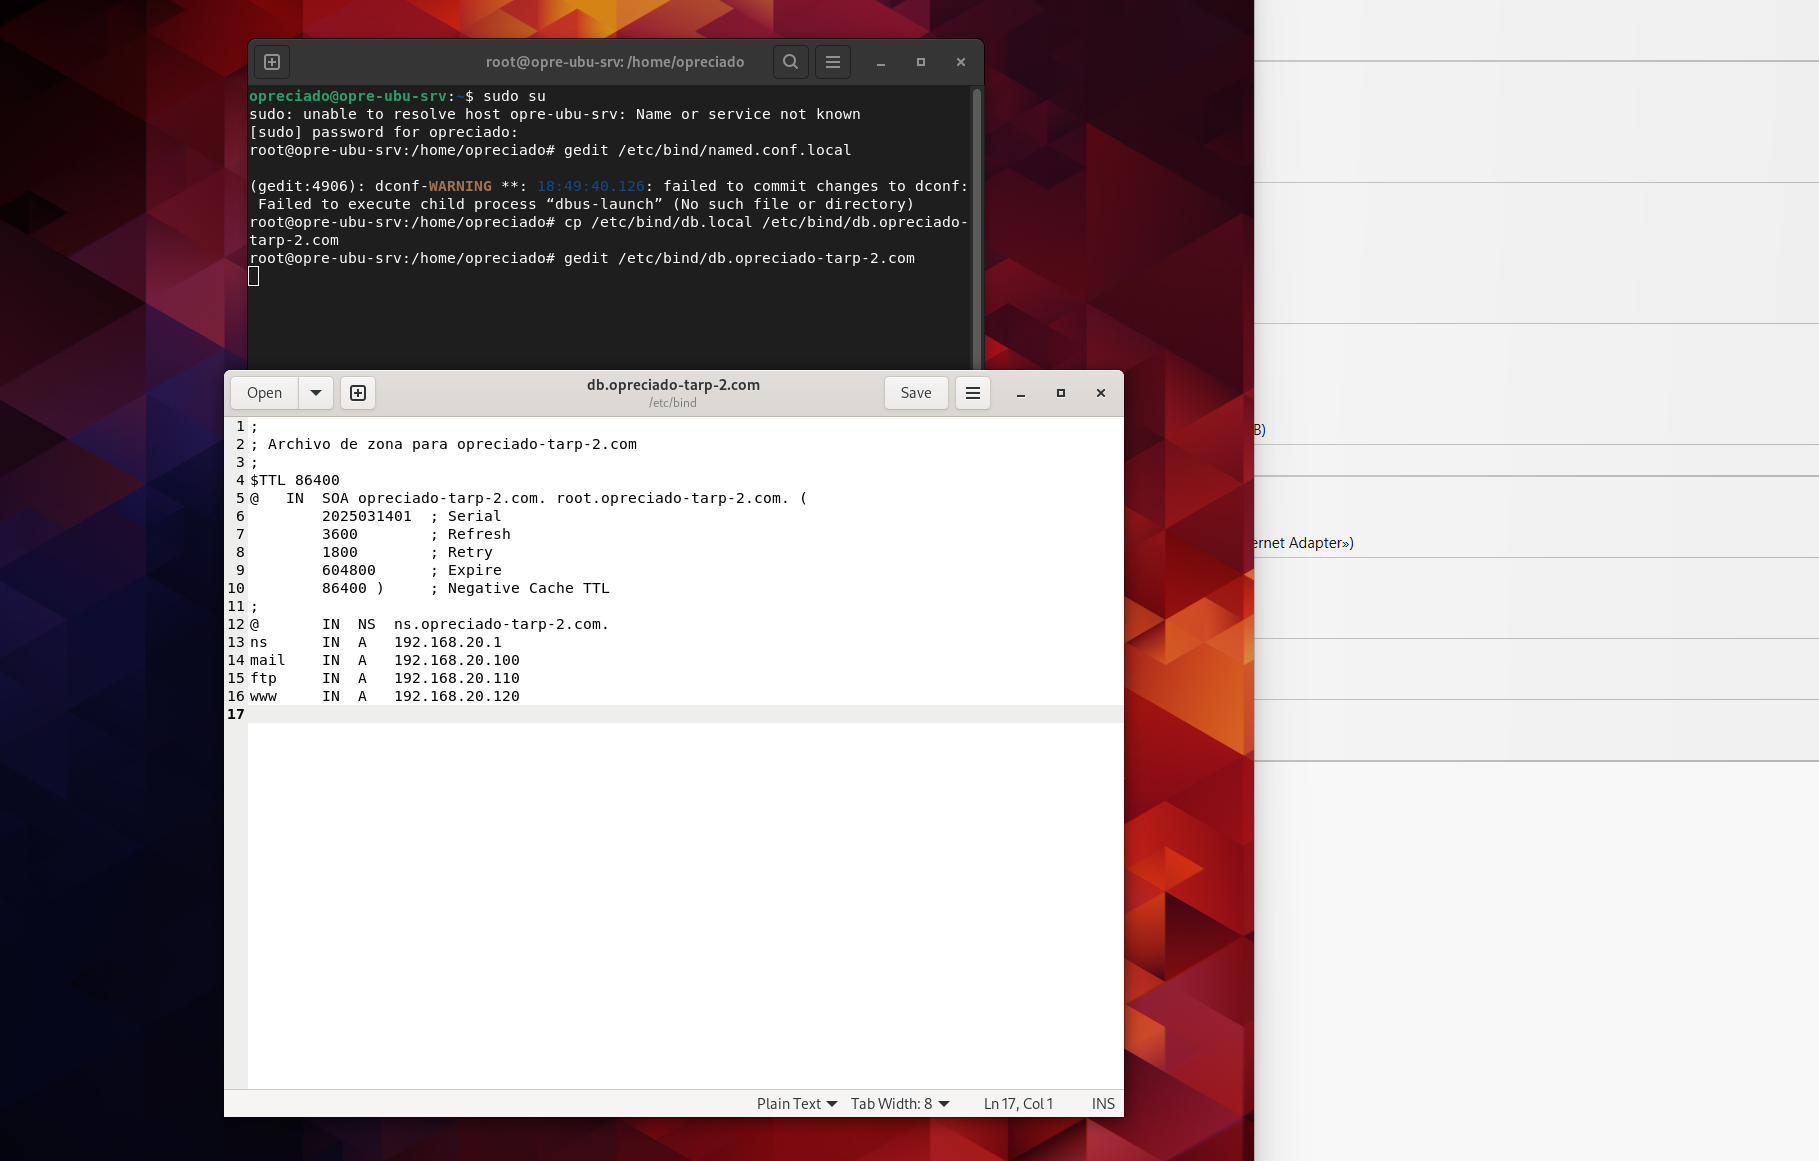 root@opre-ubu-srv: /home/opreciado
opreciado@opre-ubu-srv:~$ sudo su
sudo: unable to resolve host opre-ubu-srv: Name or service not known
[sudo] password for opreciado:
root@opre-ubu-srv:/home/opreciado# gedit /etc/bind/named.conf.local
(gedit:4906): dconf-WARNING **: 18:49:40.126: failed to commit changes to dconf:
Failed to execute child process “dbus-launch” (No such file or directory)
root@opre-ubu-srv:/home/opreciado# cp /etc/bind/db.local /etc/bind/db.opreciado-
tarp-2.com
root@opre-ubu-srv:/home/opreciado# gedit /etc/bind/db.opreciado-tarp-2.com
Open
db.opreciado-tarp-2.com
/etc/bind
Save
1 ;
2 ; Archivo de zona para opreciado-tarp-2.com
3 ;
4 $TTL 86400
5 @   IN  SOA opreciado-tarp-2.com. root.opreciado-tarp-2.com. (
6         2025031401  ; Serial
7         3600        ; Refresh
8         1800        ; Retry
9         604800      ; Expire
10         86400 )     ; Negative Cache TTL
11 ;
12 @       IN  NS  ns.opreciado-tarp-2.com.
13 ns      IN  A   192.168.20.1
14 mail    IN  A   192.168.20.100
15 ftp     IN  A   192.168.20.110
16 www     IN  A   192.168.20.120
17
Plain Text
Tab Width: 8
Ln 17, Col 1
INS
B)
ernet Adapter»)